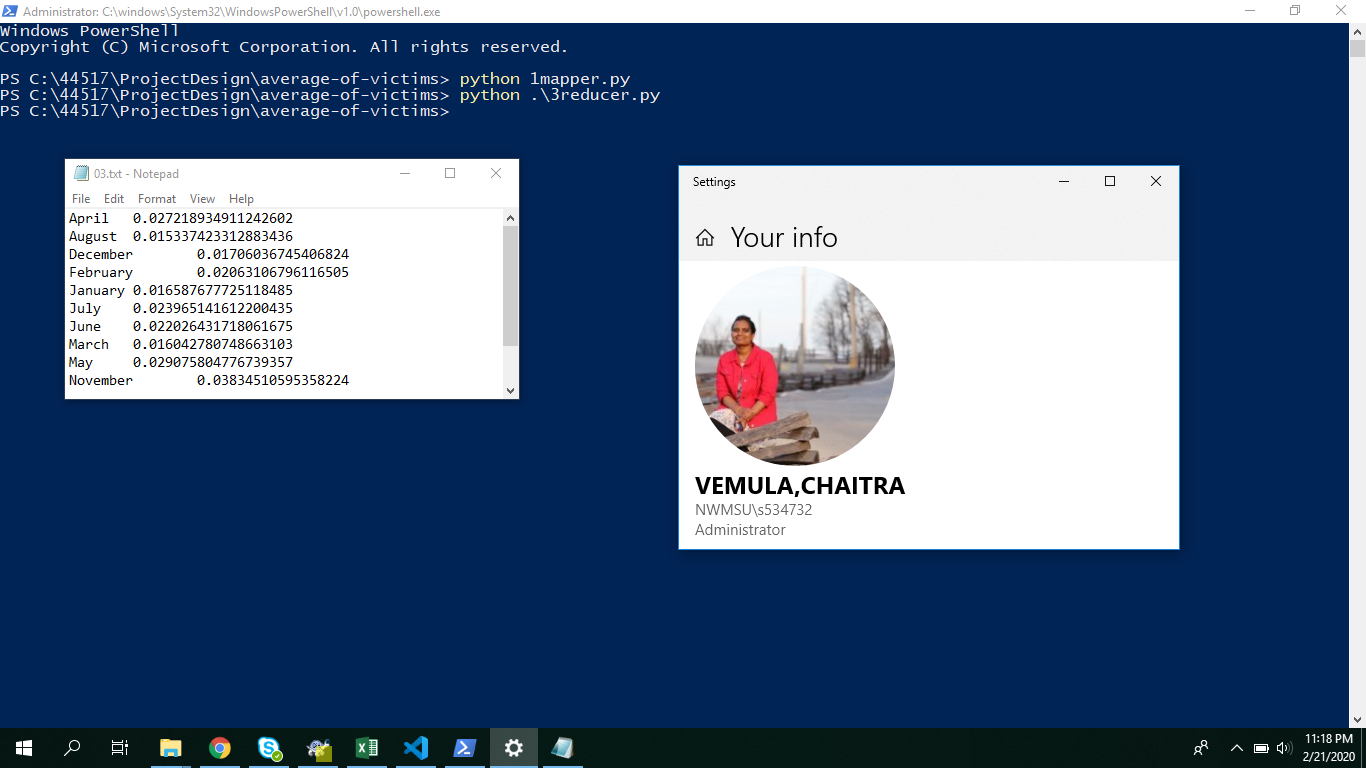 Administrator: C:\windows\System32\WindowsPowerShell\v1.0\powershell.exe
Windows PowerShell
Copyright (C) Microsoft Corporation. All rights reserved.
PS C:\44517\ProjectDesign\average-of-victims> python 1mapper.py
PS C:\44517\ProjectDesign\average-of-victims> python .\3reducer.py
PS C:\44517\ProjectDesign\average-of-victims>
03.txt - Notepad
File Edit Format View Help
April 0.027218934911242602
August 0.015337423312883436
December 0.01706036745406824
February 0.02063106796116505
January 0.016587677725118485
July 0.023965141612200435
June 0.022026431718061675
March 0.016042780748663103
May 0.029075804776739357
November 0.03834510595358224
Settings
Your info
VEMULA,CHAITRA
NWMSU\s534732
Administrator
11:18 PM
2/21/2020